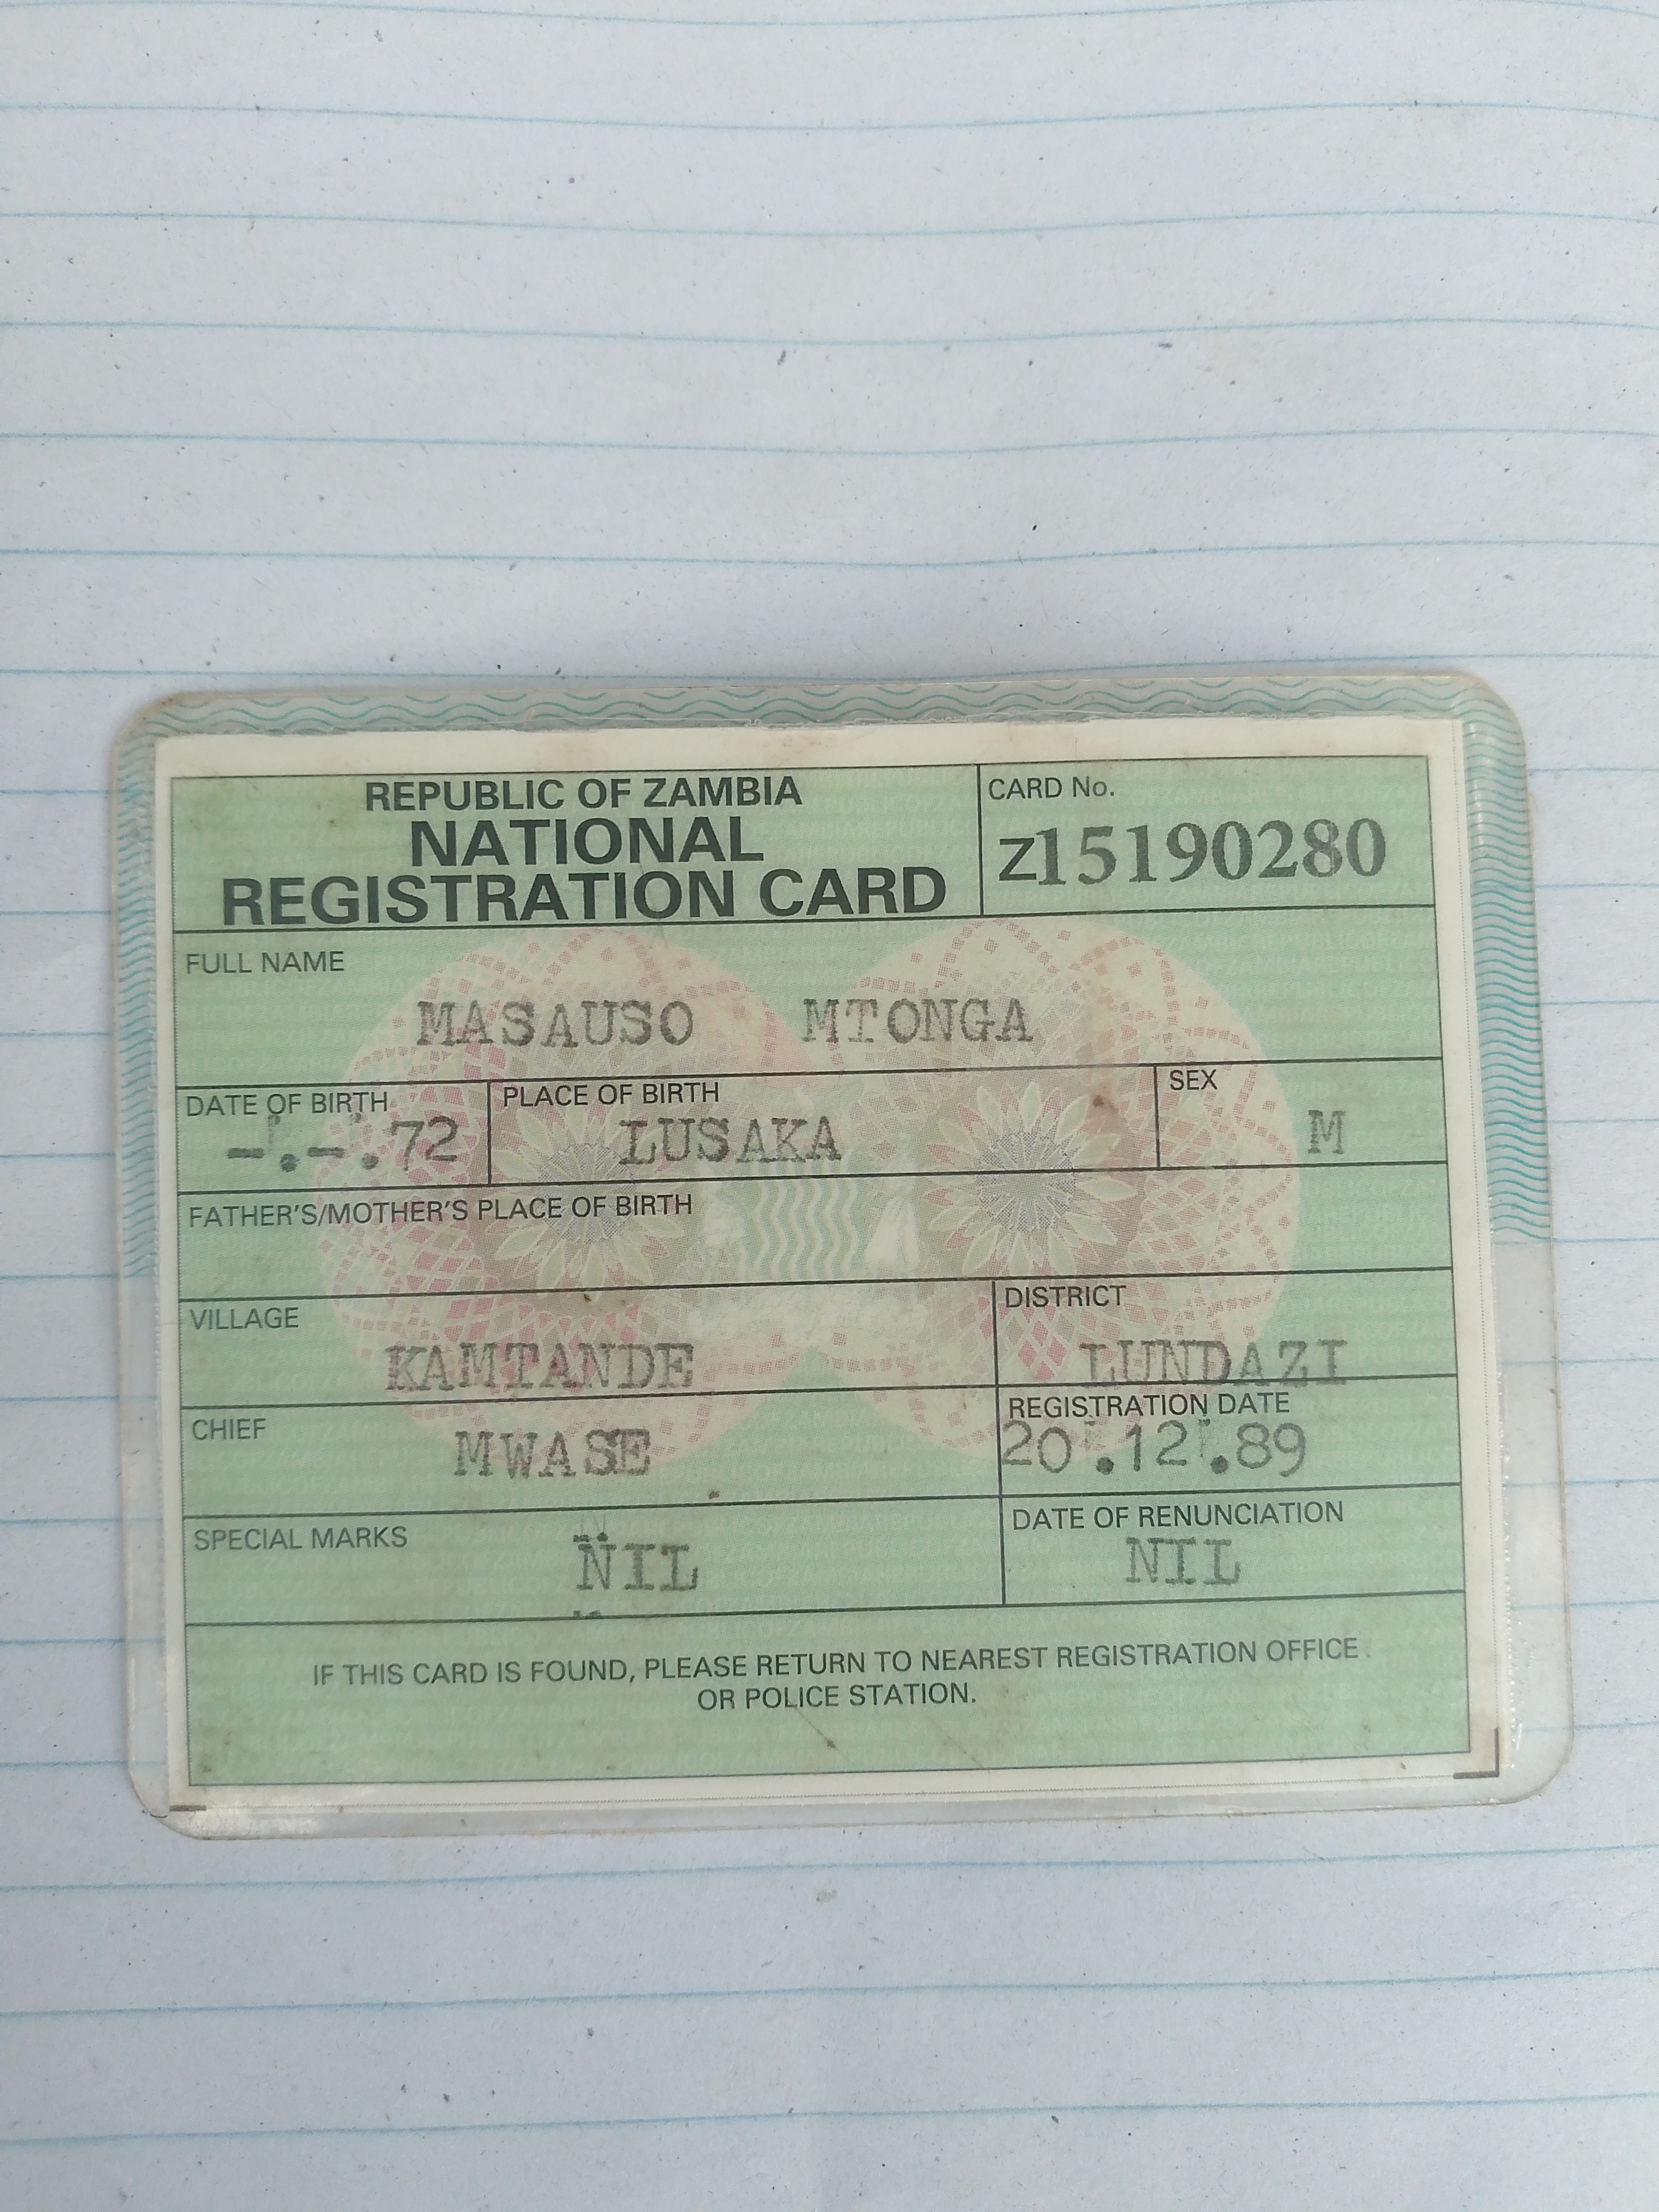 REPUBLIC OF ZAMBIA
NATIONAL
REGISTRATION CARD
CARD No.
Z15190280
FULL NAME
MASAUSO MTONGA
DATE OF BIRTH
-.-.72
PLACE OF BIRTH
LUSAKA
SEX
M
FATHER'S/MOTHER'S PLACE OF BIRTH
VILLAGE
KAMTANDE
DISTRICT
LUNDAZI
CHIEF
MWASE
REGISTRATION DATE
20.12.89
SPECIAL MARKS
NIL
DATE OF RENUNCIATION
NIL
IF THIS CARD IS FOUND, PLEASE RETURN TO NEAREST REGISTRATION OFFICE
OR POLICE STATION.